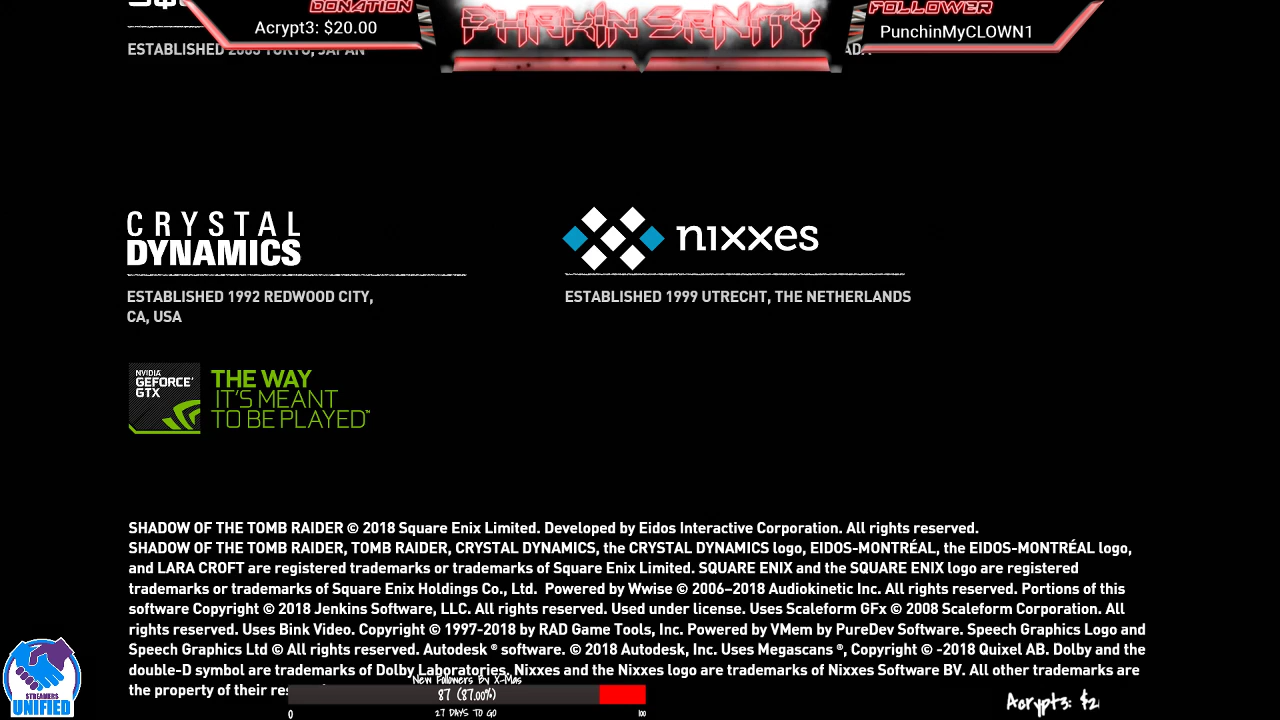 DONATION
Acrypt3: $20.00
PHAKIN SANITY
FOLLOWER
PunchinMyCLOWN1
CRYSTAL
DYNAMICS
ESTABLISHED 1992 REDWOOD CITY,
CA, USA
nixxes
ESTABLISHED 1999 UTRECHT, THE NETHERLANDS
NVIDIA
GEFORCE
GTX
THE WAY
IT'S MEANT
TO BE PLAYED™
SHADOW OF THE TOMB RAIDER © 2018 Square Enix Limited. Developed by Eidos Interactive Corporation. All rights reserved.
SHADOW OF THE TOMB RAIDER, TOMB RAIDER, CRYSTAL DYNAMICS, the CRYSTAL DYNAMICS logo, EIDOS-MONTRÉAL, the EIDOS-MONTRÉAL logo,
and LARA CROFT are registered trademarks or trademarks of Square Enix Limited. SQUARE ENIX and the SQUARE ENIX logo are registered
trademarks or trademarks of Square Enix Holdings Co., Ltd. Powered by Wwise © 2006–2018 Audiokinetic Inc. All rights reserved. Portions of this
software Copyright © 2018 Jenkins Software, LLC. All rights reserved. Used under license. Uses Scaleform GFx © 2008 Scaleform Corporation. All
rights reserved. Uses Bink Video. Copyright © 1997-2018 by RAD Game Tools, Inc. Powered by VMem by PureDev Software. Speech Graphics Logo and
Speech Graphics Ltd © All rights reserved. Autodesk ® software. © 2018 Autodesk, Inc. Uses Megascans ®, Copyright © -2018 Quixel AB. Dolby and the
double-D symbol are trademarks of Dolby Laboratories. Nixxes and the Nixxes logo are trademarks of Nixxes Software BV. All other trademarks are
the property of their
New Followers By X-Mas
87 (87.00%)
0
27 DAYS TO GO
100
Acrypt3: $2
STREAMERS
UNIFIED